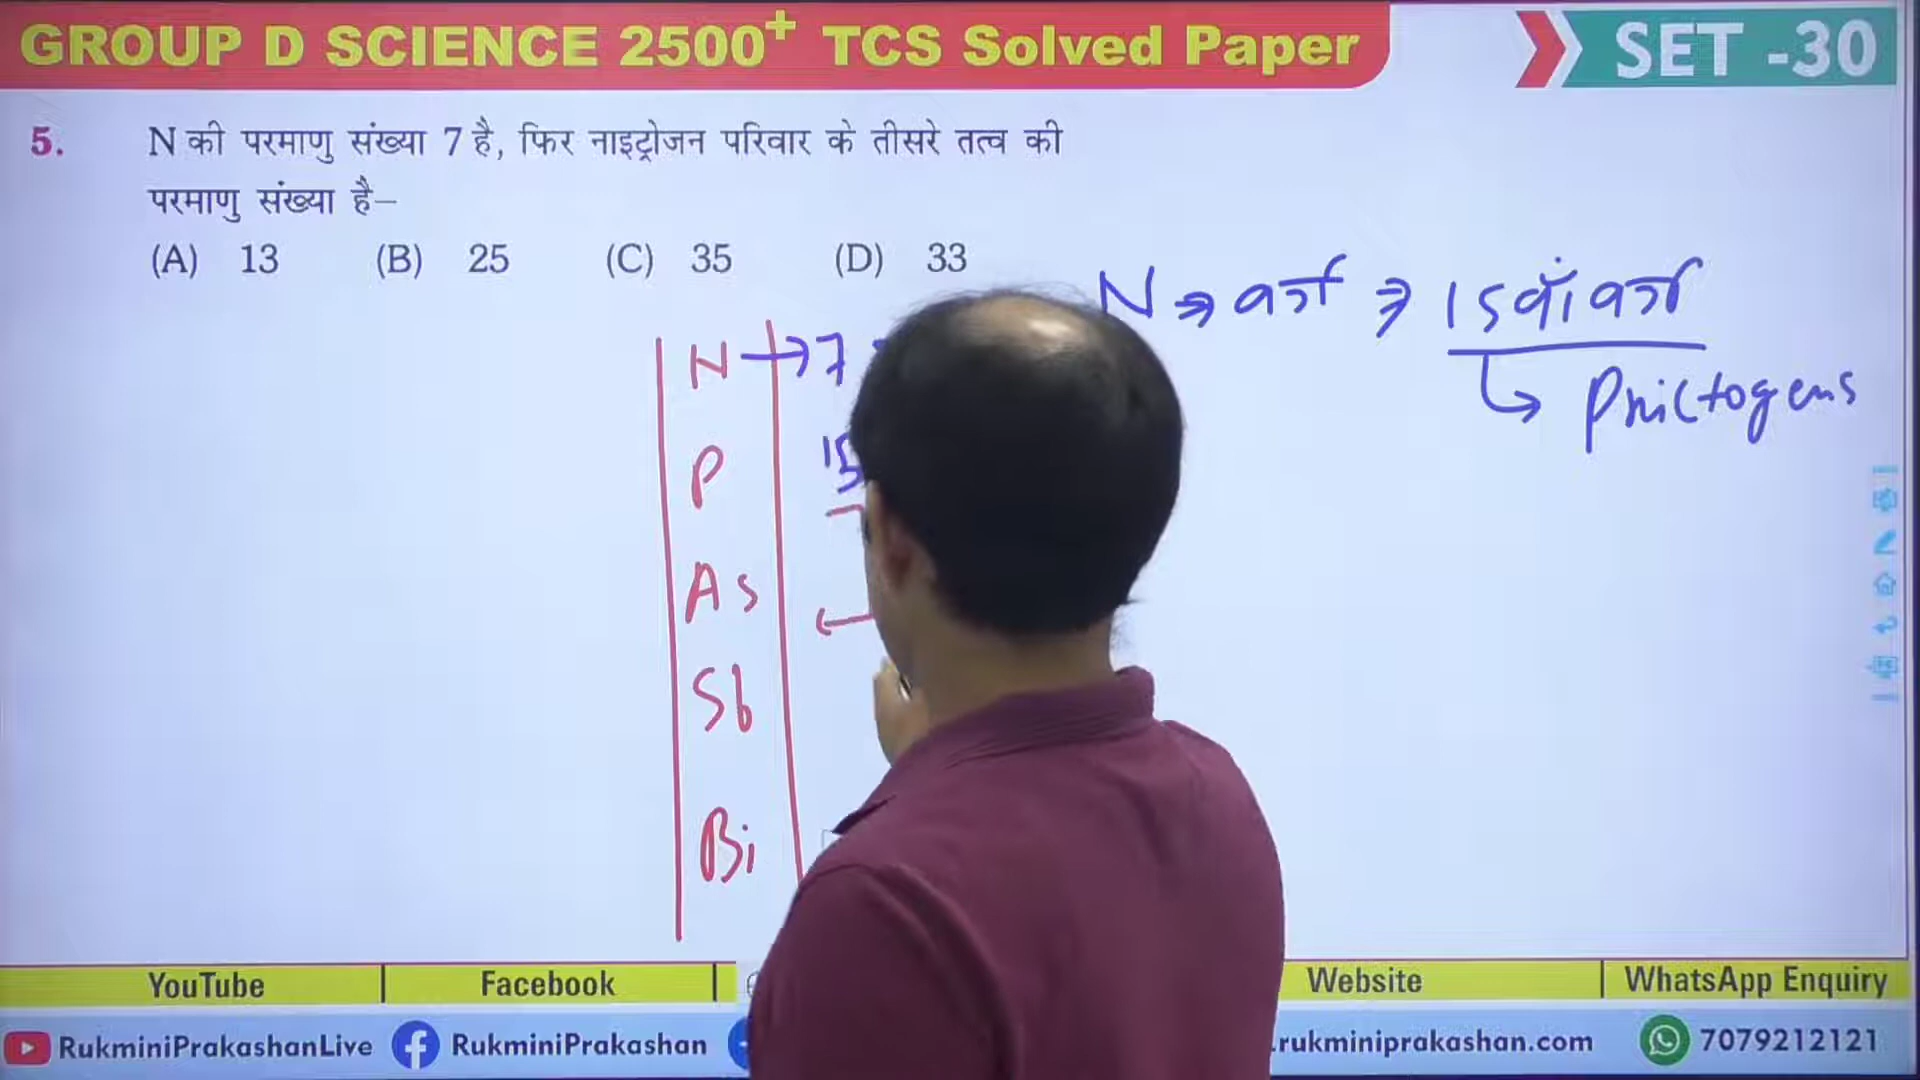 GROUP D SCIENCE 2500+ TCS Solved Paper
SET -30
5. N की परमाणु संख्या 7 है, फिर नाइट्रोजन परिवार के तीसरे तत्व की
परमाणु संख्या है–
(A) 13 (B) 25 (C) 35 (D) 33
N ⇒ वर्ग ⇒ 15वाँ वर्ग
↳ Pnictogens
N → 7
P 15
As
Sb
Bi
YouTube | Facebook | Website | WhatsApp Enquiry
RukminiPrakashanLive RukminiPrakashan .rukminiprakashan.com 7079212121